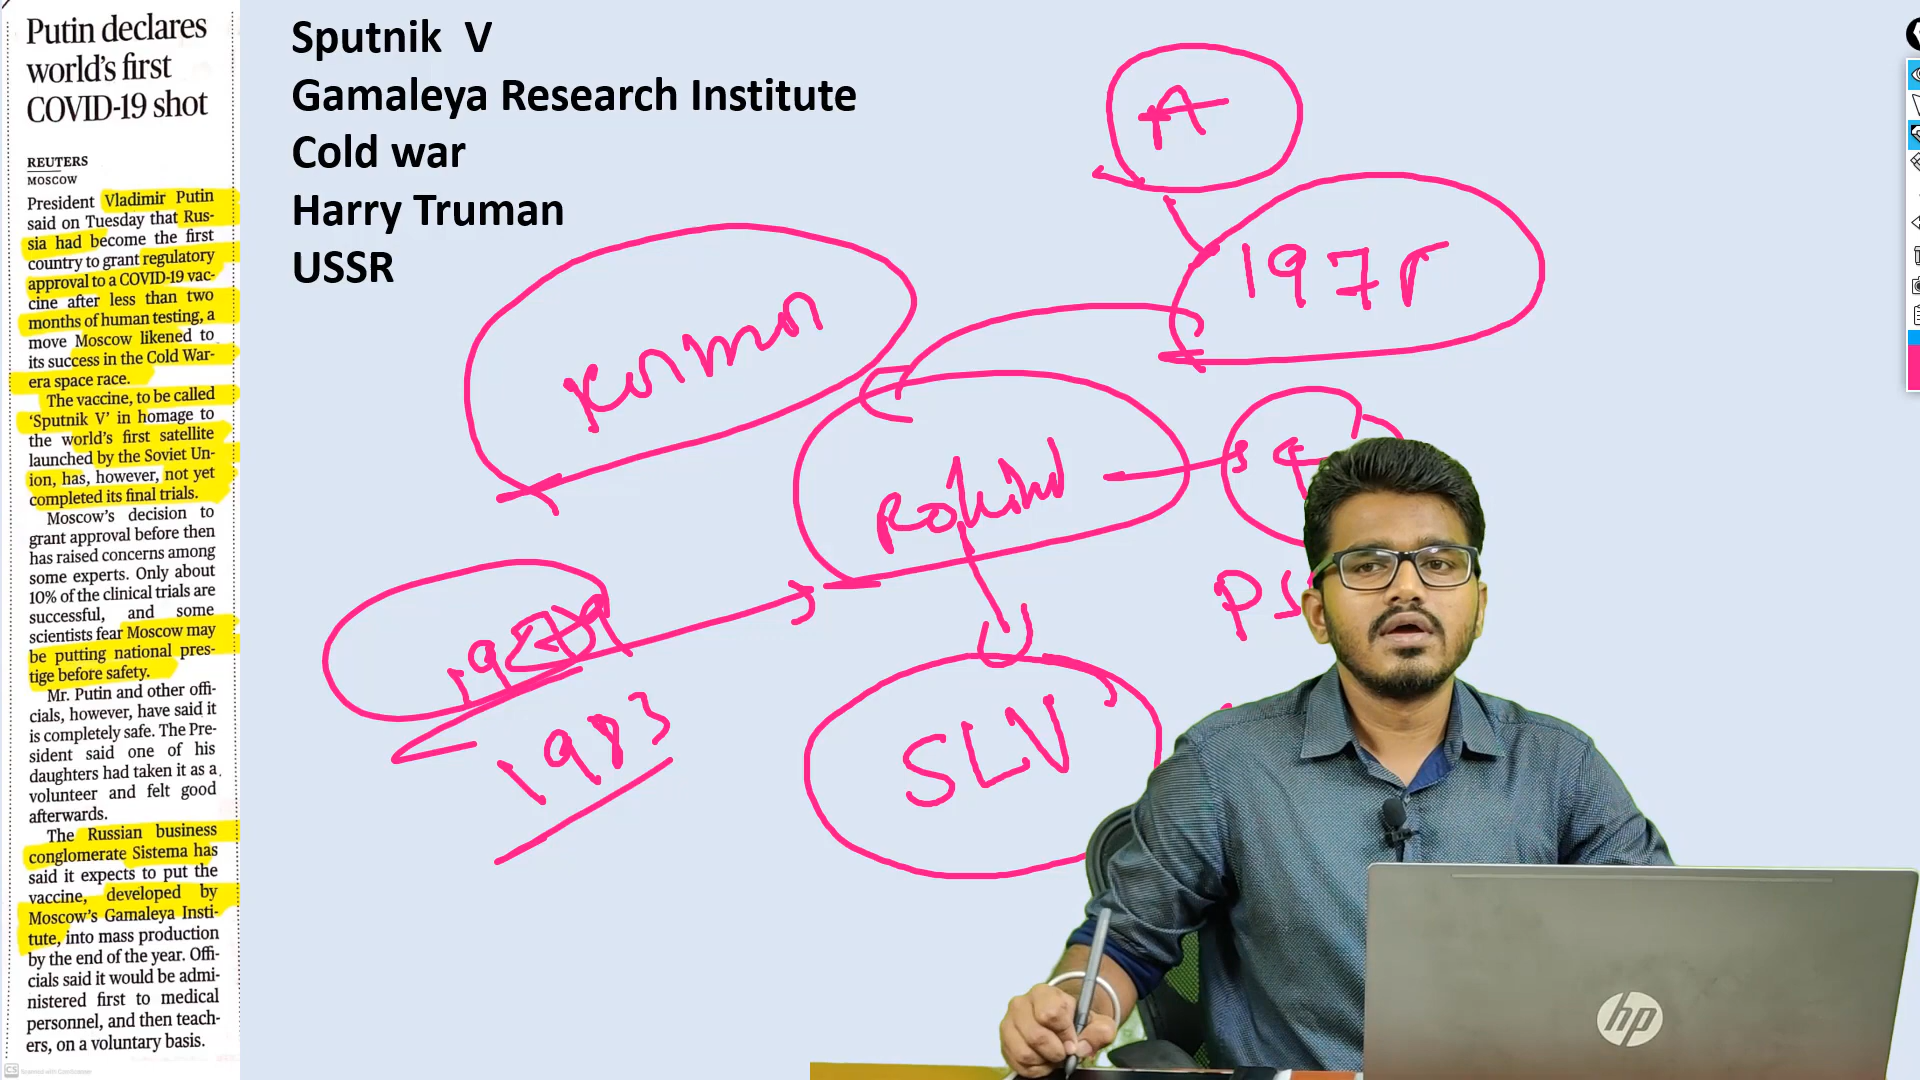 Putin declares
world's first
COVID-19 shot
REUTERS
MOSCOW
President Vladimir Putin
said on Tuesday that Rus-
sia had become the first
country to grant regulatory
approval to a COVID-19 vac-
cine after less than two
months of human testing, a
move Moscow likened to
its success in the Cold War-
era space race.
The vaccine, to be called
'Sputnik V' in homage to
the world's first satellite
launched by the Soviet Un-
ion, has, however, not yet
completed its final trials.
Moscow's decision to
grant approval before then
has raised concerns among
some experts. Only about
10% of the clinical trials are
successful, and some
scientists fear Moscow may
be putting national pres-
tige before safety.
Mr. Putin and other offi-
cials, however, have said it
is completely safe. The Pre-
sident said one of his
daughters had taken it as a
volunteer and felt good
afterwards.
The Russian business
conglomerate Sistema has
said it expects to put the
vaccine, developed by
Moscow's Gamaleya Insti-
tute, into mass production
by the end of the year. Offi-
cials said it would be admi-
nistered first to medical
personnel, and then teach-
ers, on a voluntary basis.
CS Scanned with CamScanner
Sputnik V
Gamaleya Research Institute
Cold war
Harry Truman
USSR
A
197
SLV
1983
hp